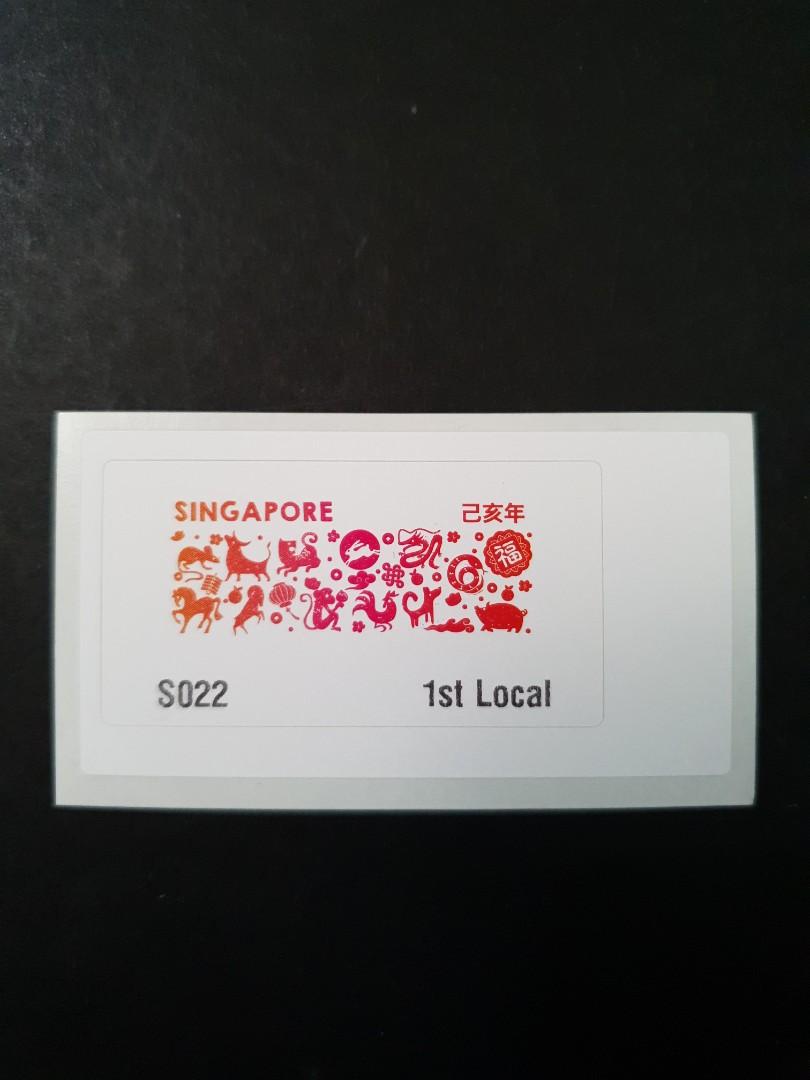 SINGAPORE 己亥年
福
S022 1st Local